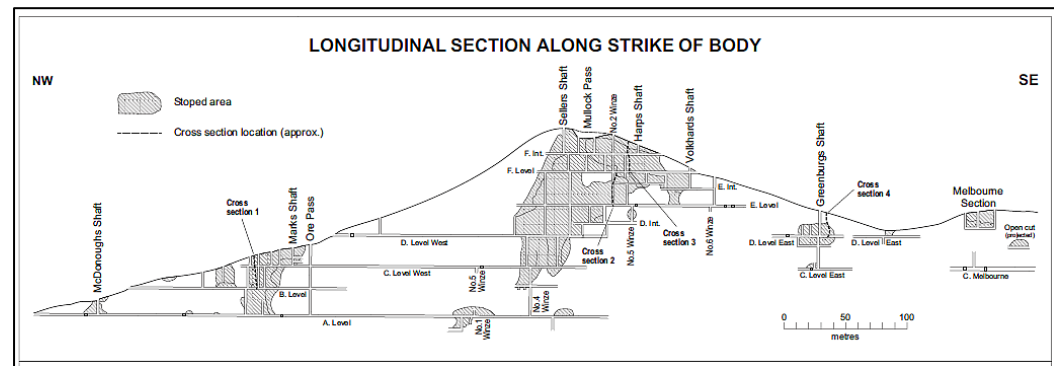 LONGITUDINAL SECTION ALONG STRIKE OF BODY
NW
SE
Stoped area
Cross section location (approx.)
McDonoughs Shaft
Cross
section 1
Marks Shaft
Ore Pass
Sellers Shaft
Mullock Pass
No.2 Winze
Harps Shaft
Volkhards Shaft
Greenburgs Shaft
Cross
section 4
Melbourne
Section
F. Int.
F. Level
E. Int.
E. Level
D. Int.
D. Level West
Cross
section 2
No.5 Winze
Cross
section 3
No.6 Winze
D. Level East
D. Level East
Open cut
(projected)
C. Level West
No.5
Winze
C. Level East
C. Melbourne
B. Level
No.4
Winze
A. Level
No.1
Winze
0 50 100
metres